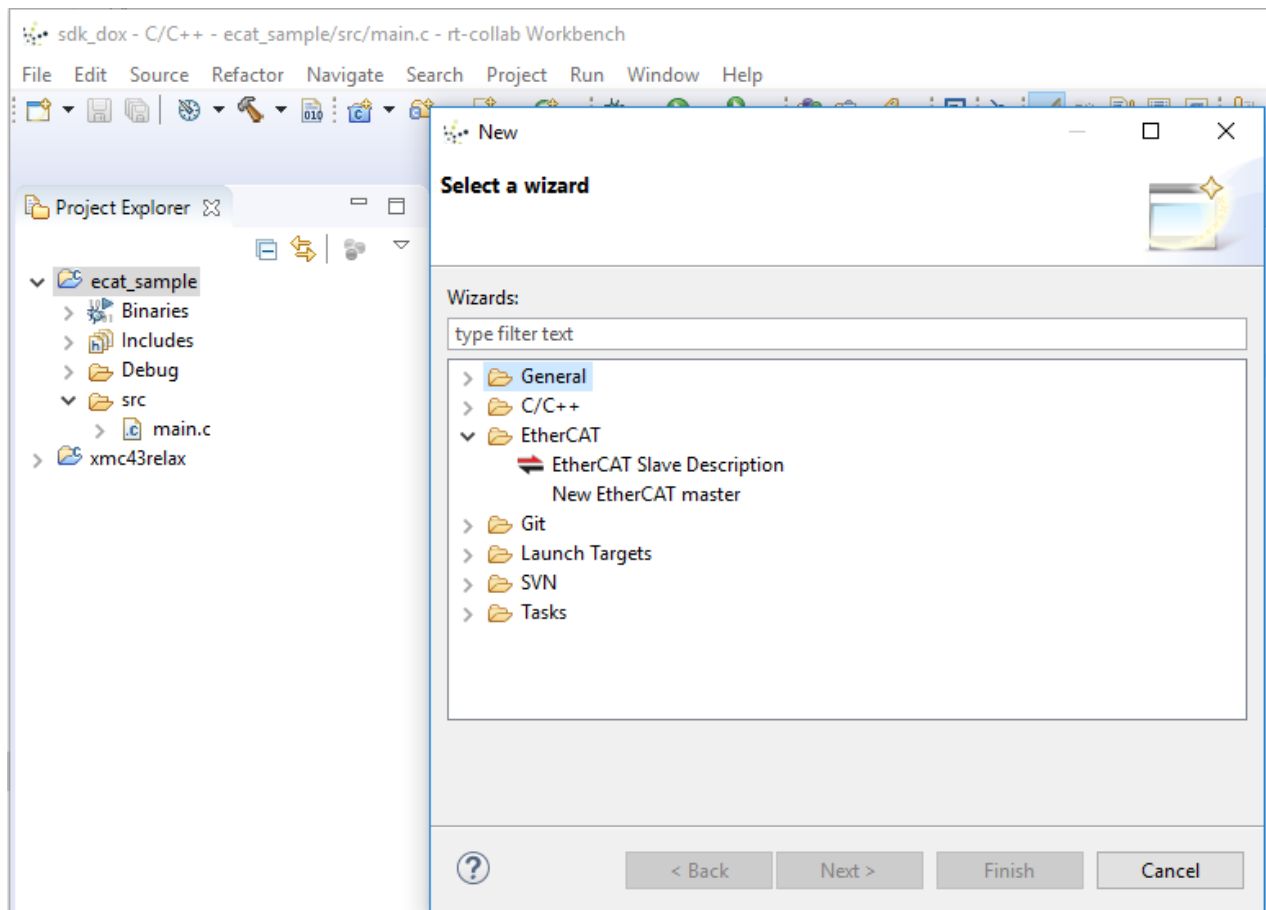 sdk_dox - C/C++ - ecat_sample/src/main.c - rt-collab Workbench
File Edit Source Refactor Navigate Search Project Run Window Help
New
Select a wizard
Project Explorer
ecat_sample
Binaries
Includes
Debug
src
main.c
xmc43relax
Wizards:
type filter text
General
C/C++
EtherCAT
EtherCAT Slave Description
New EtherCAT master
Git
Launch Targets
SVN
Tasks
< Back Next > Finish Cancel